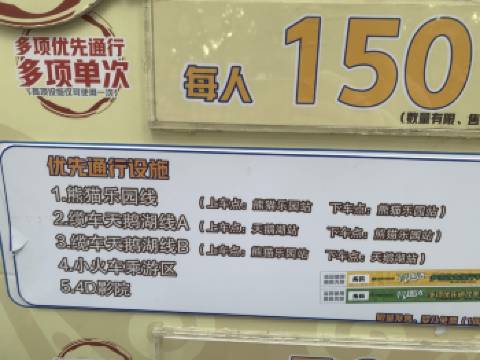 多项优先通行
多项单次
每人 150
(数量有限、售
优先通行设施
1.熊猫乐园线 (上车点:熊猫乐园站 下车点:熊猫乐园站)
2.缆车天鹅湖线A (上车点:天鹅湖站 下车点:熊猫乐园站)
3.缆车天鹅湖线B (上车点:熊猫乐园站 下车点:天鹅湖站)
4.小火车乘游区
5.4D影院